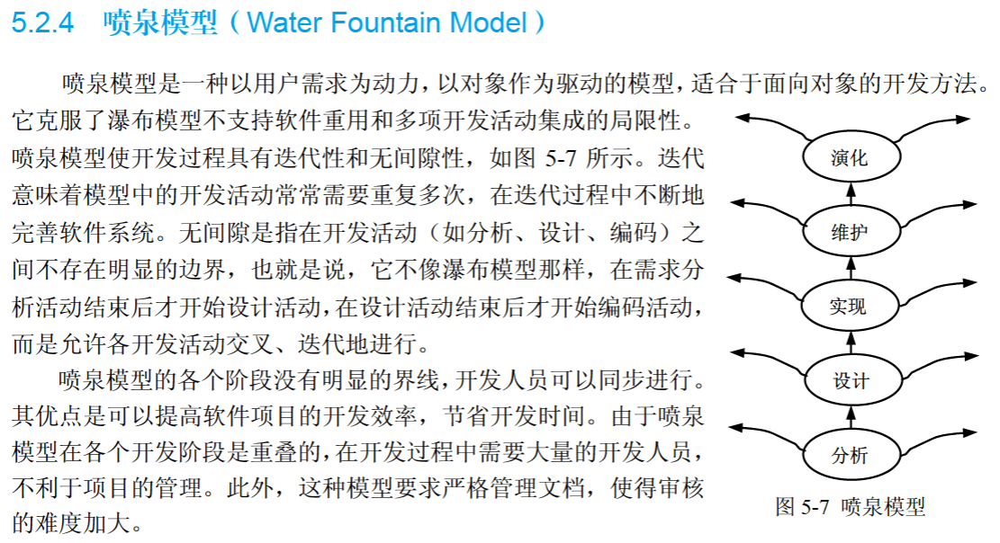 5.2.4 喷泉模型（Water Fountain Model）
喷泉模型是一种以用户需求为动力，以对象作为驱动的模型，适合于面向对象的开发方法。
它克服了瀑布模型不支持软件重用和多项开发活动集成的局限性。
喷泉模型使开发过程具有迭代性和无间隙性，如图 5-7 所示。迭代
意味着模型中的开发活动常常需要重复多次，在迭代过程中不断地
完善软件系统。无间隙是指在开发活动（如分析、设计、编码）之
间不存在明显的边界，也就是说，它不像瀑布模型那样，在需求分
析活动结束后才开始设计活动，在设计活动结束后才开始编码活动，
而是允许各开发活动交叉、迭代地进行。
喷泉模型的各个阶段没有明显的界线，开发人员可以同步进行。
其优点是可以提高软件项目的开发效率，节省开发时间。由于喷泉
模型在各个开发阶段是重叠的，在开发过程中需要大量的开发人员，
不利于项目的管理。此外，这种模型要求严格管理文档，使得审核
的难度加大。
演化
维护
实现
设计
分析
图 5-7 喷泉模型